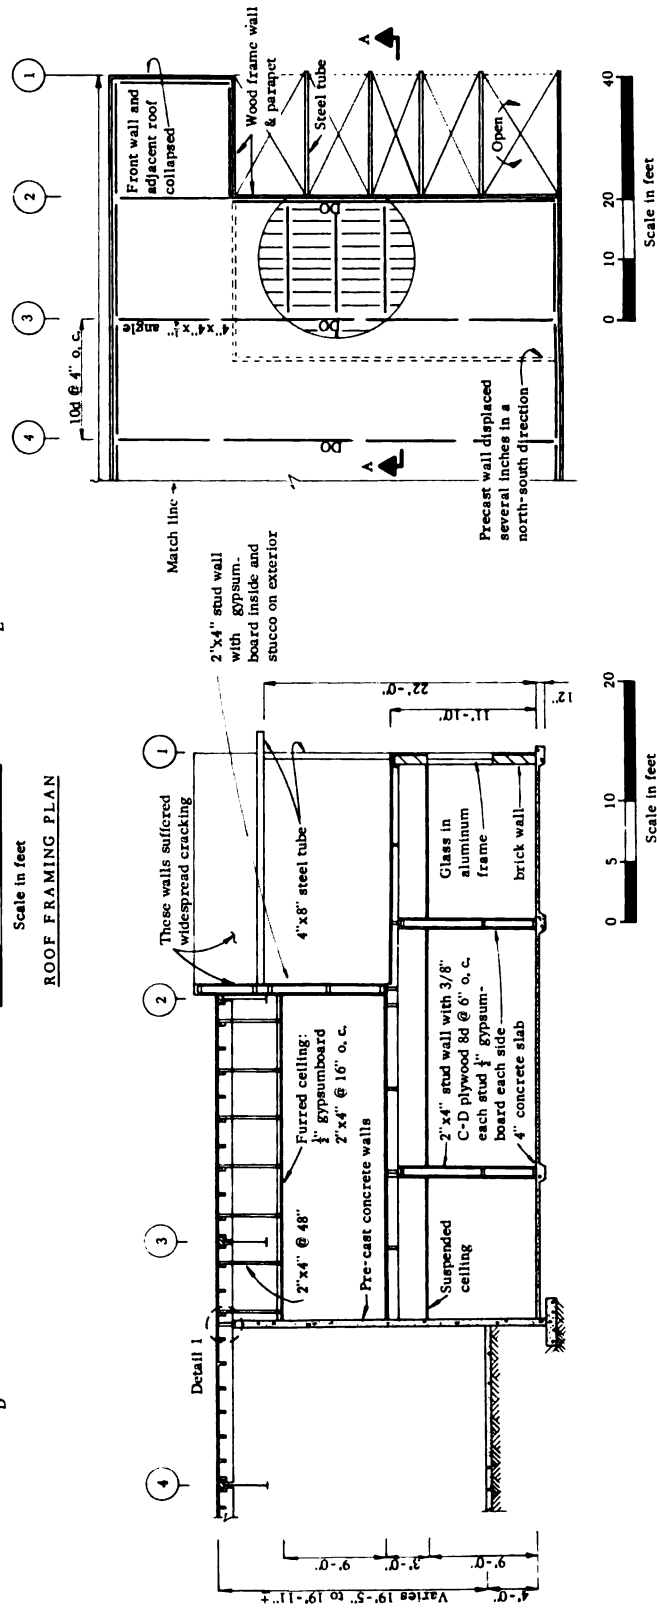 1
2
3
4
10d @ 4" o. c.
Front wall and
adjacent roof
collapsed
Wood frame wall
& parapet
Steel tube
A
A
Open
DO
DO
DO
4"x4"x¼" angle
Precast wall displaced
several inches in a
north-south direction
Match line
0
10
20
40
Scale in feet
Scale in feet
ROOF FRAMING PLAN
1
2
3
4
These walls suffered
widespread cracking
2"x4" stud wall
with gypsum-
board inside and
stucco on exterior
4"x8" steel tube
Furred ceiling:
½" gypsumboard
2"x4" @ 16" o. c.
2"x4" @ 48"
Detail 1
Pre-cast concrete walls
Suspended
ceiling
2"x4" stud wall with 3/8"
C-D plywood 8d @ 6" o. c.
each stud ½" gypsum-
board each side
4" concrete slab
Glass in
aluminum
frame
brick wall
22'-0"
11'-10"
12"
Varies 19'-5" to 19'-11"±
9'-0"
3'-0"
9'-0"
4'-0"
0
5
10
20
Scale in feet